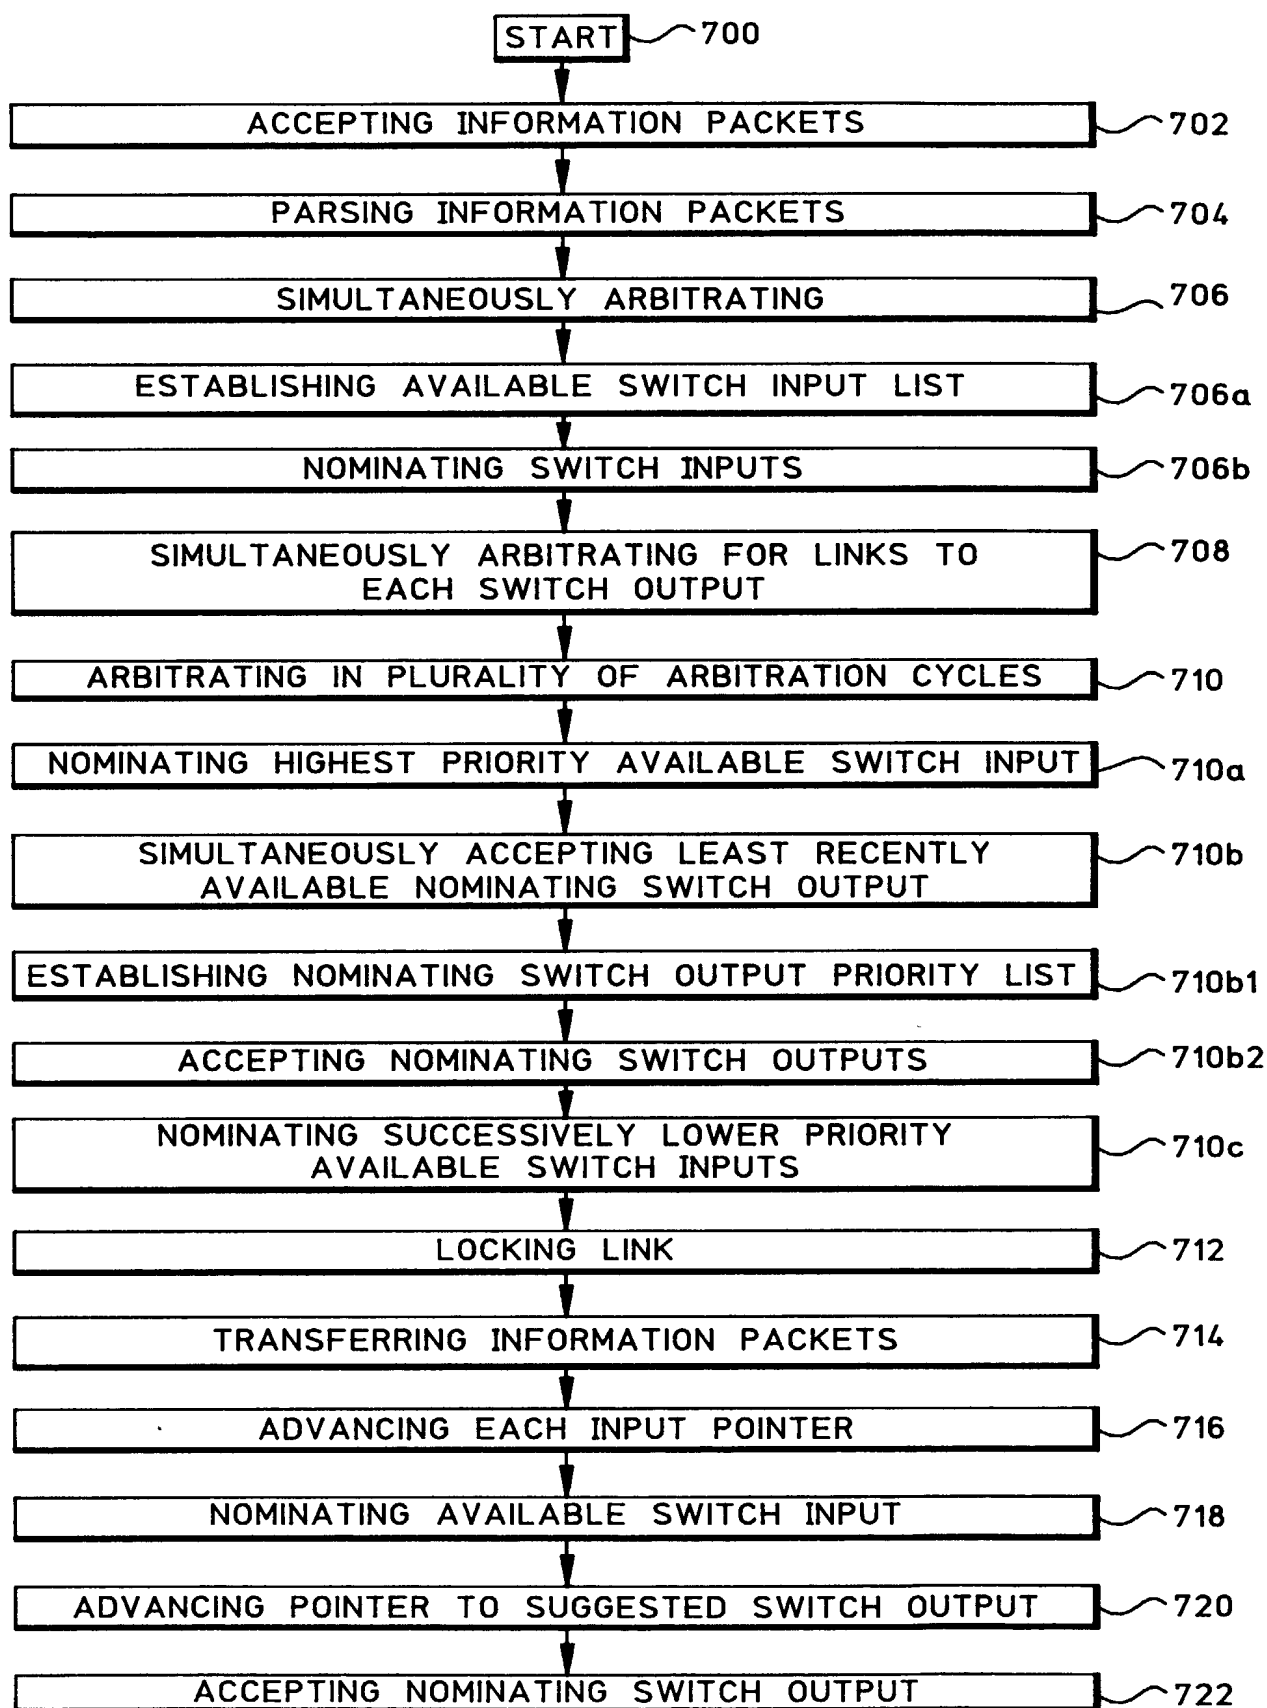 START 700
ACCEPTING INFORMATION PACKETS 702
PARSING INFORMATION PACKETS 704
SIMULTANEOUSLY ARBITRATING 706
ESTABLISHING AVAILABLE SWITCH INPUT LIST 706a
NOMINATING SWITCH INPUTS 706b
SIMULTANEOUSLY ARBITRATING FOR LINKS TO 708
EACH SWITCH OUTPUT
ARBITRATING IN PLURALITY OF ARBITRATION CYCLES 710
NOMINATING HIGHEST PRIORITY AVAILABLE SWITCH INPUT 710a
SIMULTANEOUSLY ACCEPTING LEAST RECENTLY 710b
AVAILABLE NOMINATING SWITCH OUTPUT
ESTABLISHING NOMINATING SWITCH OUTPUT PRIORITY LIST 710b1
ACCEPTING NOMINATING SWITCH OUTPUTS 710b2
NOMINATING SUCCESSIVELY LOWER PRIORITY 710c
AVAILABLE SWITCH INPUTS
LOCKING LINK 712
TRANSFERRING INFORMATION PACKETS 714
ADVANCING EACH INPUT POINTER 716
NOMINATING AVAILABLE SWITCH INPUT 718
ADVANCING POINTER TO SUGGESTED SWITCH OUTPUT 720
ACCEPTING NOMINATING SWITCH OUTPUT 722